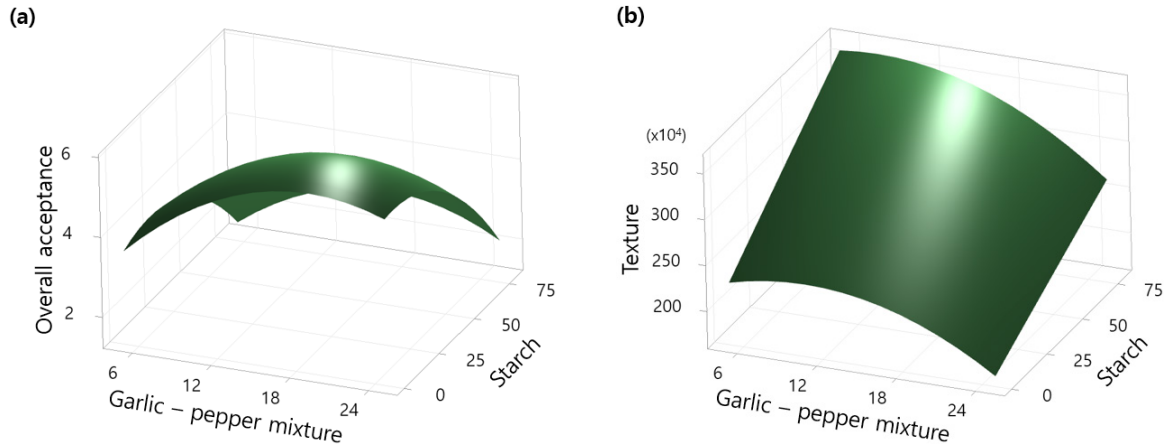 (a)
Overall acceptance
6
4
2
6
12
18
24
Garlic – pepper mixture
0
25
50
75
Starch
(b)
(x10⁴)
Texture
350
300
250
200
6
12
18
24
Garlic – pepper mixture
0
25
50
75
Starch